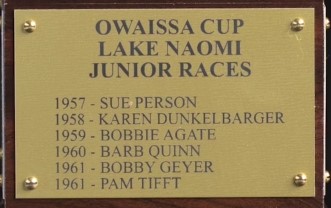 OWAISSA CUP
LAKE NAOMI
JUNIOR RACES
1957 - SUE PERSON
1958 - KAREN DUNKELBARGER
1959 - BOBBIE AGATE
1960 - BARB QUINN
1961 - BOBBY GEYER
1961 - PAM TIFFT